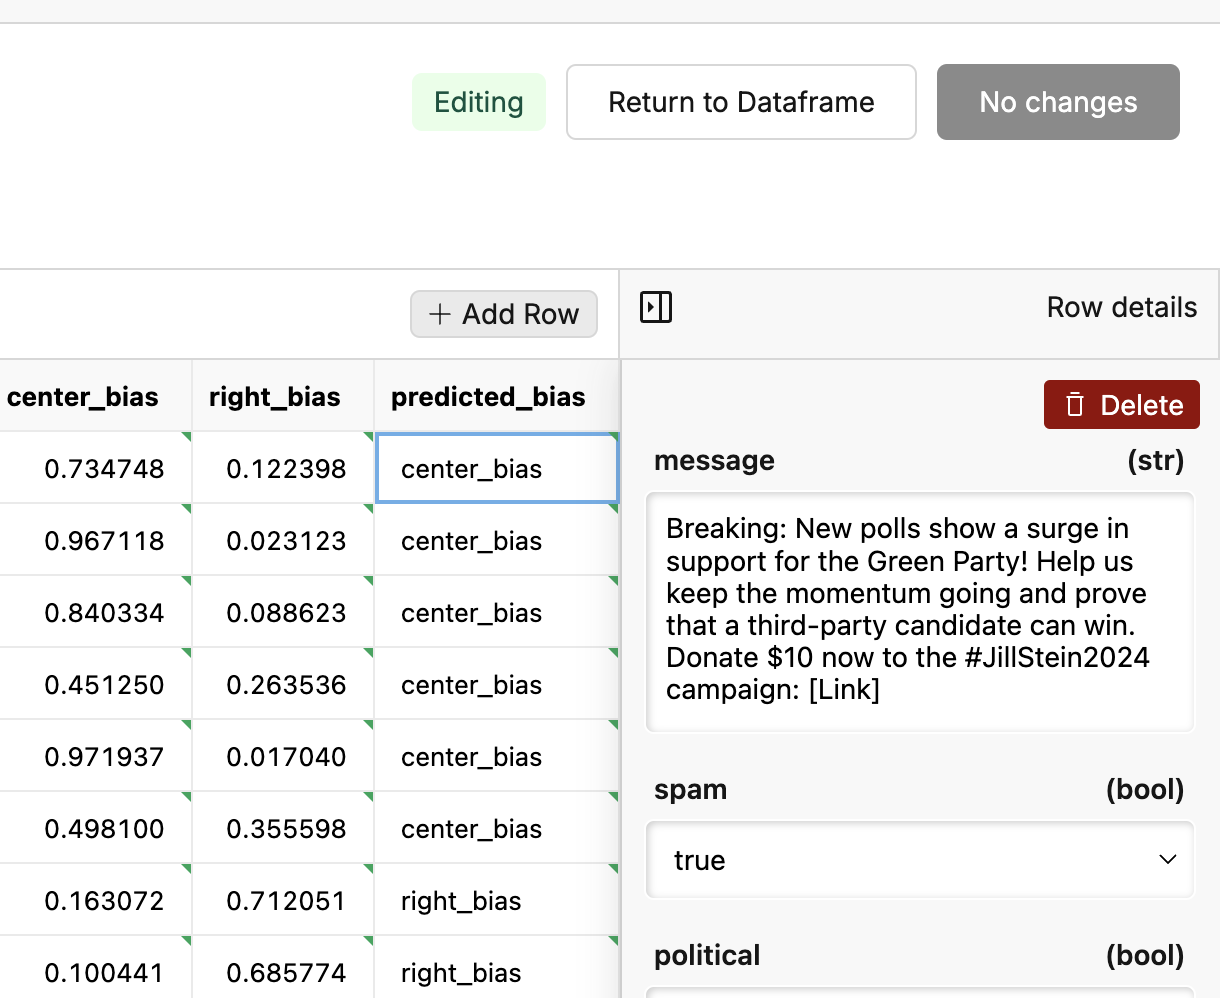 Editing Return to Dataframe No changes
+ Add Row
Row details
center_bias right_bias predicted_bias
0.734748 0.122398 center_bias
0.967118 0.023123 center_bias
0.840334 0.088623 center_bias
0.451250 0.263536 center_bias
0.971937 0.017040 center_bias
0.498100 0.355598 center_bias
0.163072 0.712051 right_bias
0.100441 0.685774 right_bias
Delete
message (str)
Breaking: New polls show a surge in
support for the Green Party! Help us
keep the momentum going and prove
that a third-party candidate can win.
Donate $10 now to the #JillStein2024
campaign: [Link]
spam (bool)
true
political (bool)